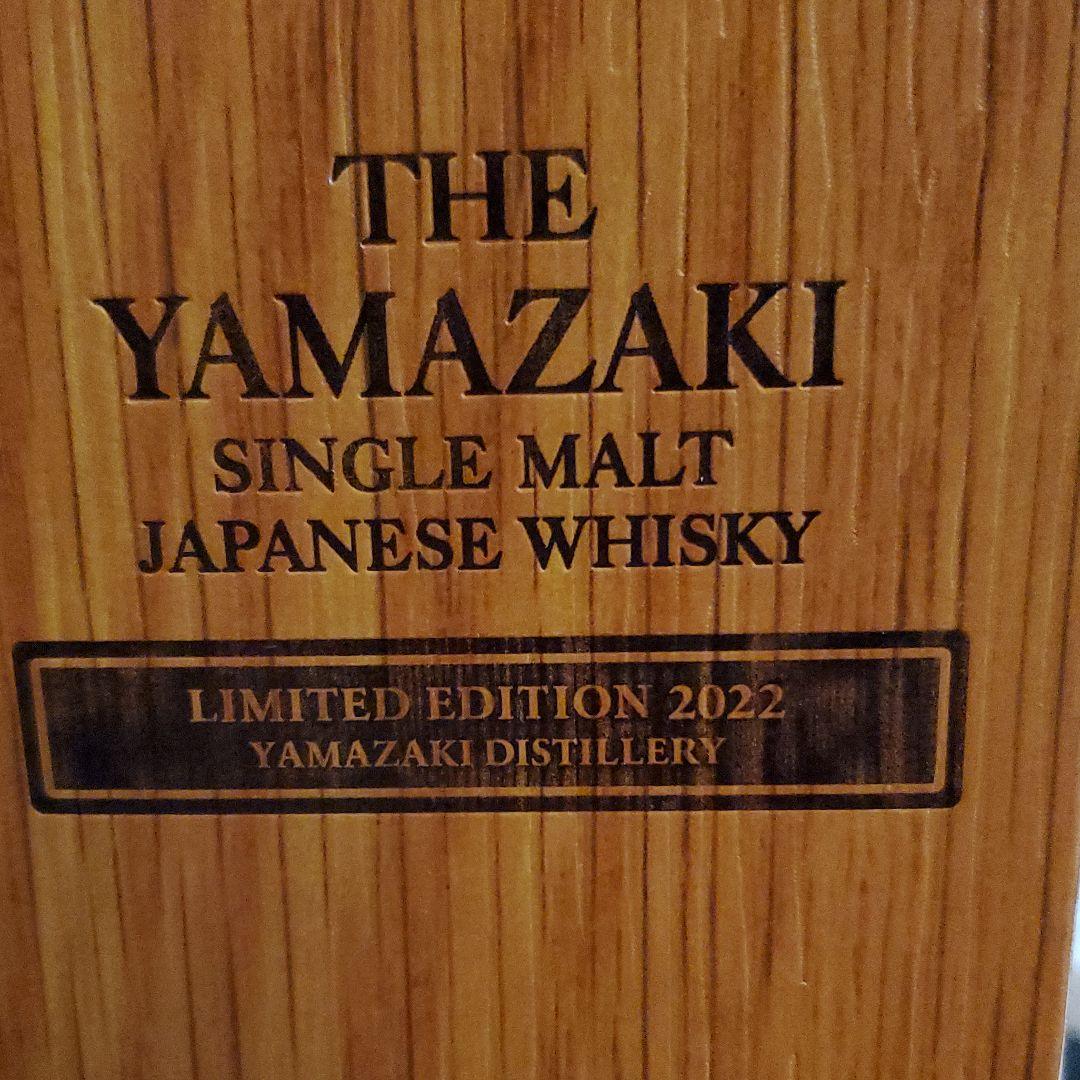 THE
YAMAZAKI
SINGLE MALT
JAPANESE WHISKY
LIMITED EDITION 2022
YAMAZAKI DISTILLERY